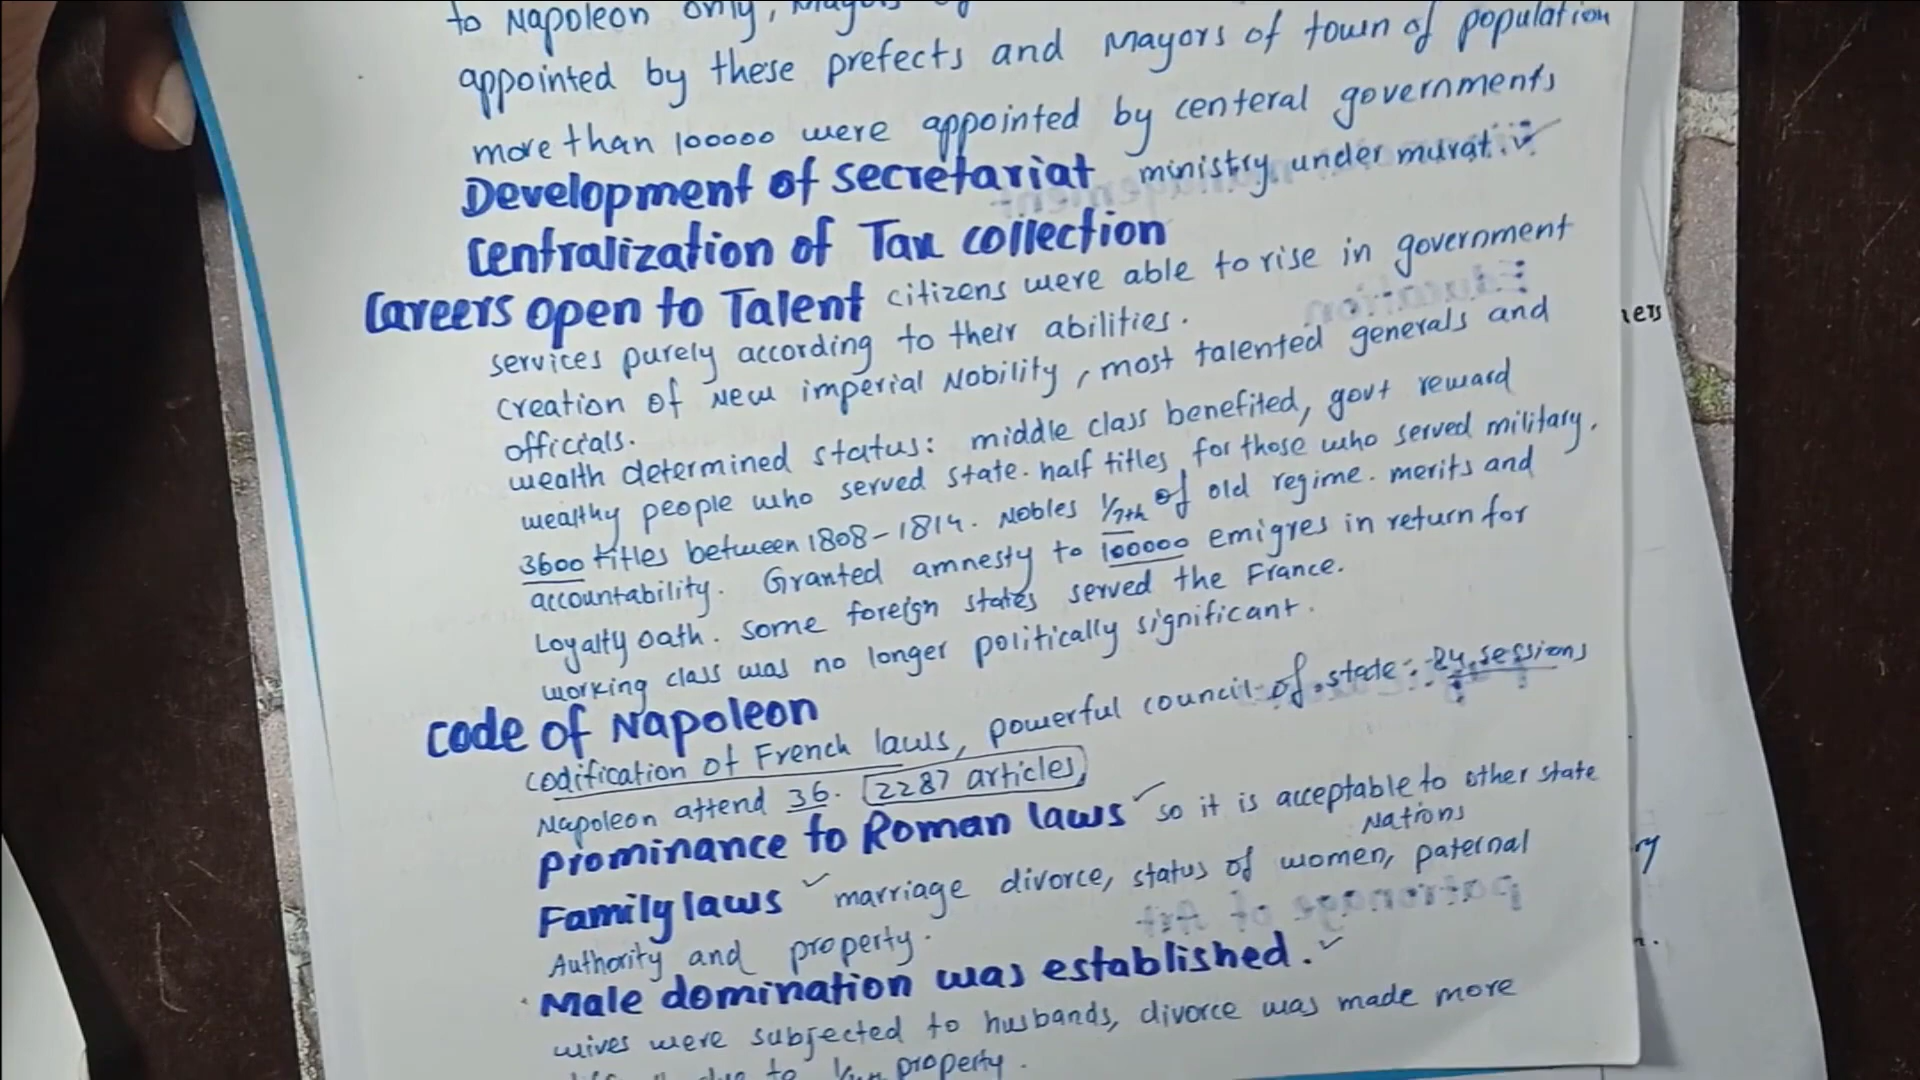 to Napoleon only, Mayors
appointed by these prefects and Mayors of town of population
more than 100000 were appointed by centeral governments
Development of secretariat ministry under murat.
Centralization of Tax collection
Careers open to Talent citizens were able to rise in government
services purely according to their abilities.
creation of New imperial Nobility, most talented generals and
officials.
wealth determined status: middle class benefited, govt reward
wealthy people who served state. half titles for those who served military.
3600 titles between 1808-1814. Nobles 1/7th of old regime. merits and
accountability. Granted amnesty to 100000 emigres in return for
Loyalty oath. some foreign states served the France.
working class was no longer politically significant.
code of Napoleon
codification of French laws, powerful council of state: 84 sessions
Napoleon attend 36. 2287 articles
prominance to Roman laws so it is acceptable to other state
Nations
Family laws marriage divorce, status of women, paternal
Authority and property.
Male domination was established.
wives were subjected to husbands, divorce was made more
to property.
ers